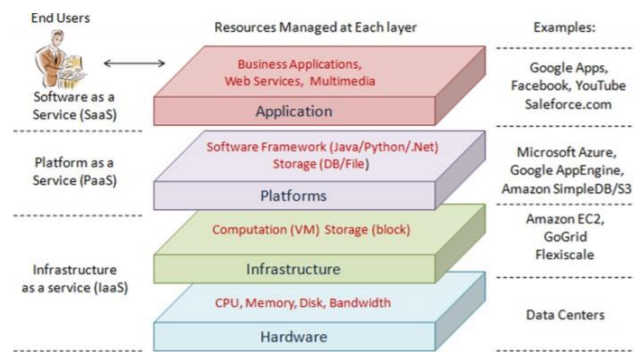 End Users
Resources Managed at Each layer
Examples:
Business Applications,
Web Services, Multimedia
Application
Software as a
Service (SaaS)
Google Apps,
Facebook, YouTube
Saleforce.com
Software Framework (Java/Python/.Net)
Storage (DB/File)
Platforms
Platform as a
Service (PaaS)
Microsoft Azure,
Google AppEngine,
Amazon SimpleDB/S3
Computation (VM) Storage (block)
Infrastructure
Amazon EC2,
GoGrid
Flexiscale
Infrastructure
as a service (IaaS)
CPU, Memory, Disk, Bandwidth
Hardware
Data Centers